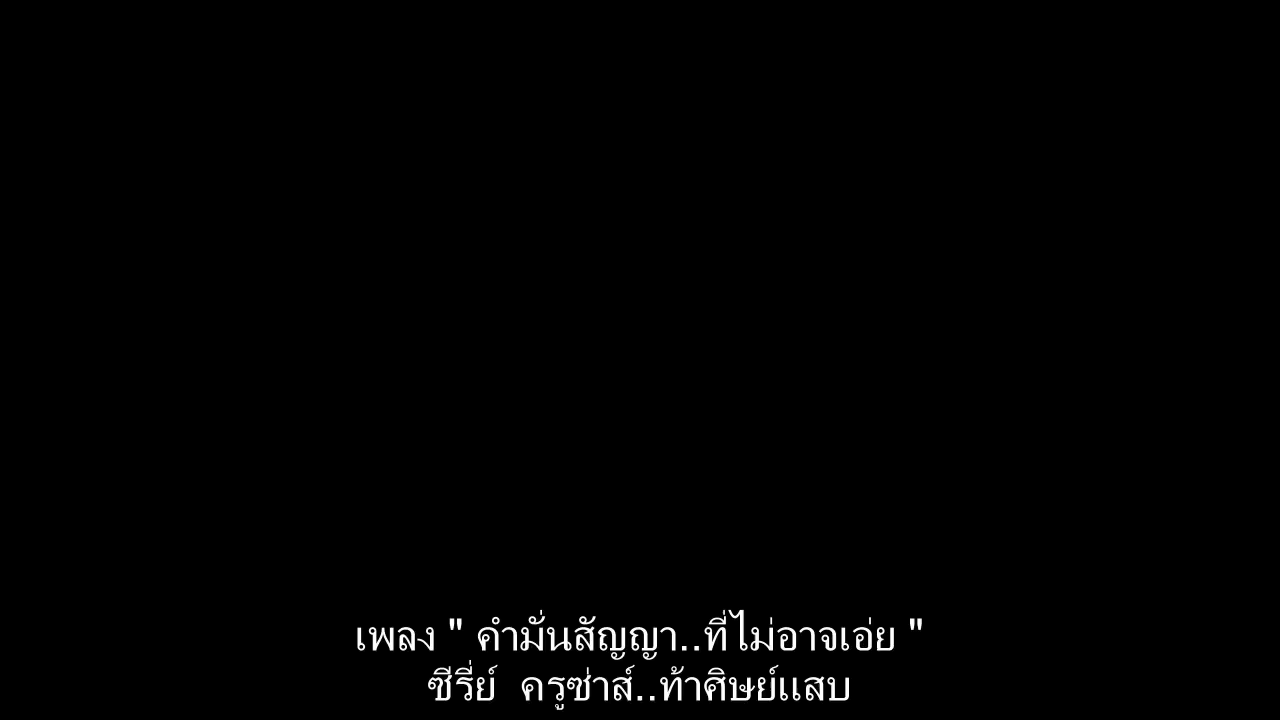 เพลง " คำมั่นสัญญา..ที่ไม่อาจเอ่ย "
ซีรี่ย์  ครูซ่าส์..ท้าศิษย์แสบ